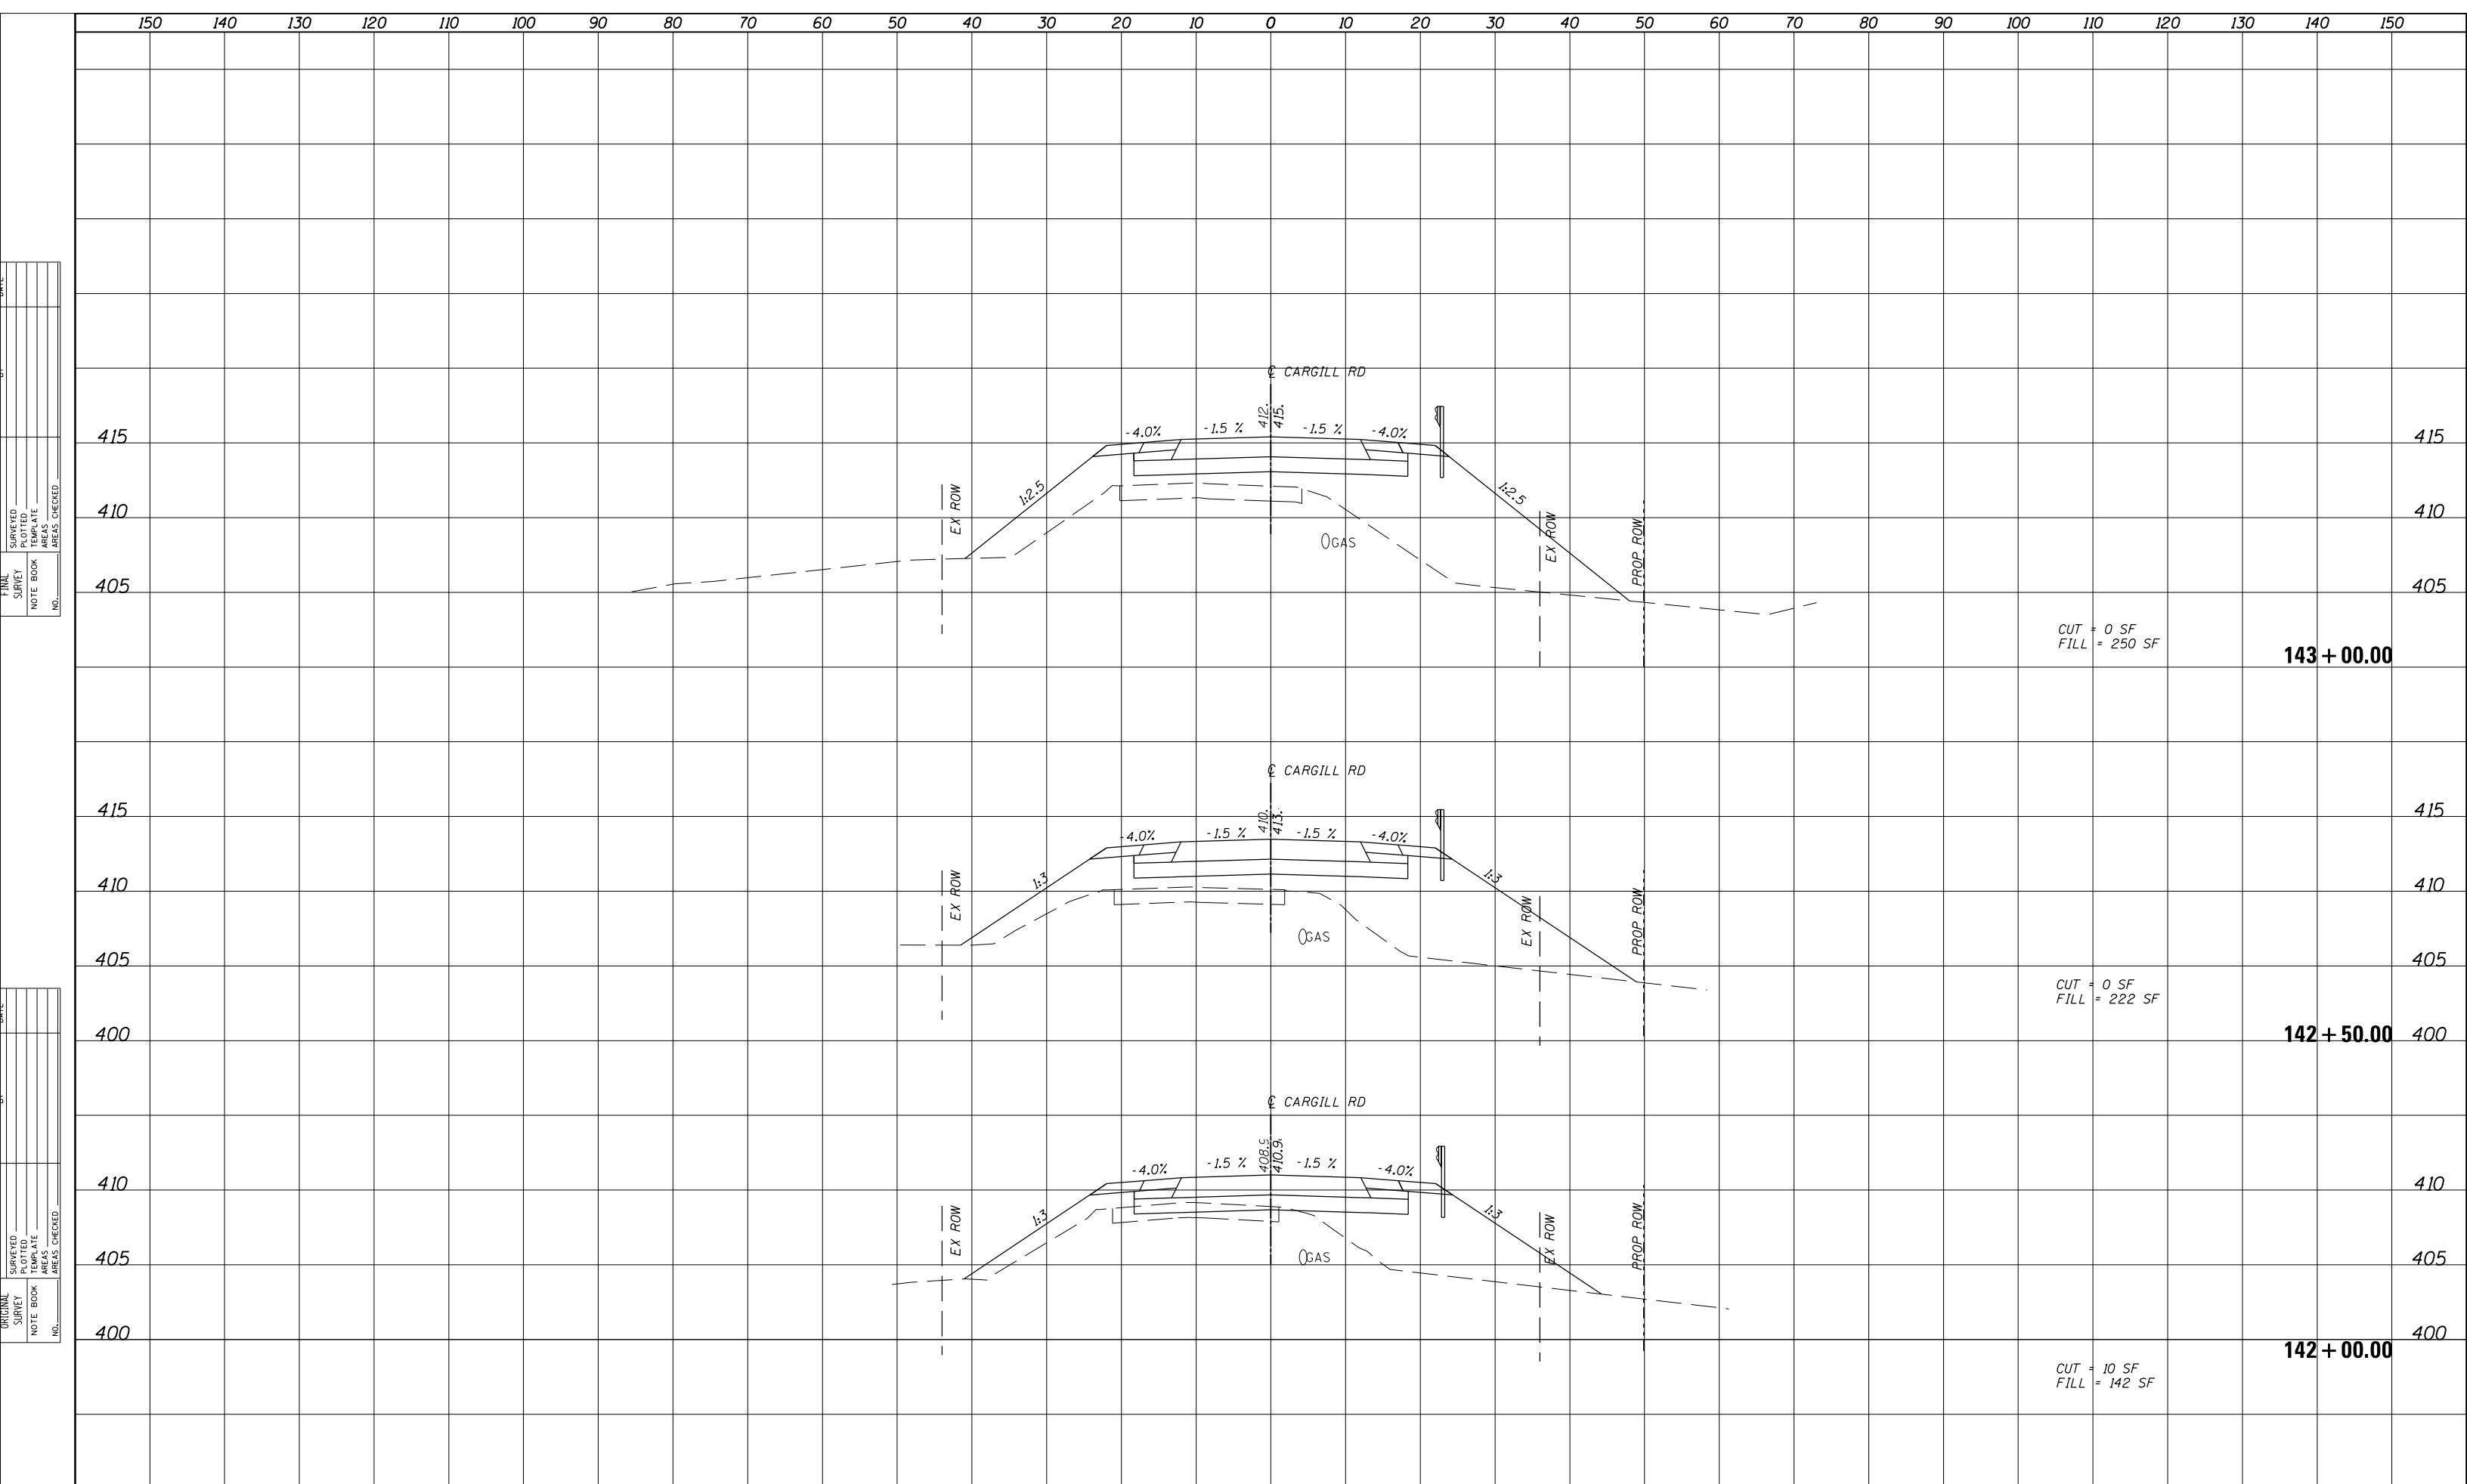 150 140 130 120 110 100 90 80 70 60 50 40 30 20 10 0 10 20 30 40 50 60 70 80 90 100 110 120 130 140 150
℄ CARGILL RD
412.
415.
-4.0% -1.5 % -1.5 % -4.0%
415 415
1:2.5 1:2.5
EX ROW
EX ROW
PROP ROW
410 410
GAS
405 405
CUT = 0 SF
FILL = 250 SF
143+00.00
℄ CARGILL RD
410.
413.
415 415
-4.0% -1.5 % -1.5 % -4.0%
1:3 1:3
EX ROW
EX ROW
PROP ROW
410 410
GAS
405 405
CUT = 0 SF
FILL = 222 SF
142+50.00
400 400
℄ CARGILL RD
408.9
410.9
-4.0% -1.5 % -1.5 % -4.0%
410 410
1:3 1:3
EX ROW
EX ROW
PROP ROW
GAS
405 405
400 400
142+00.00
CUT = 10 SF
FILL = 142 SF
FINAL
SURVEY
NOTE BOOK
NO.
SURVEYED
PLOTTED
TEMPLATE
AREAS
AREAS CHECKED
ORIGINAL
SURVEY
NOTE BOOK
NO.
SURVEYED
PLOTTED
TEMPLATE
AREAS
AREAS CHECKED